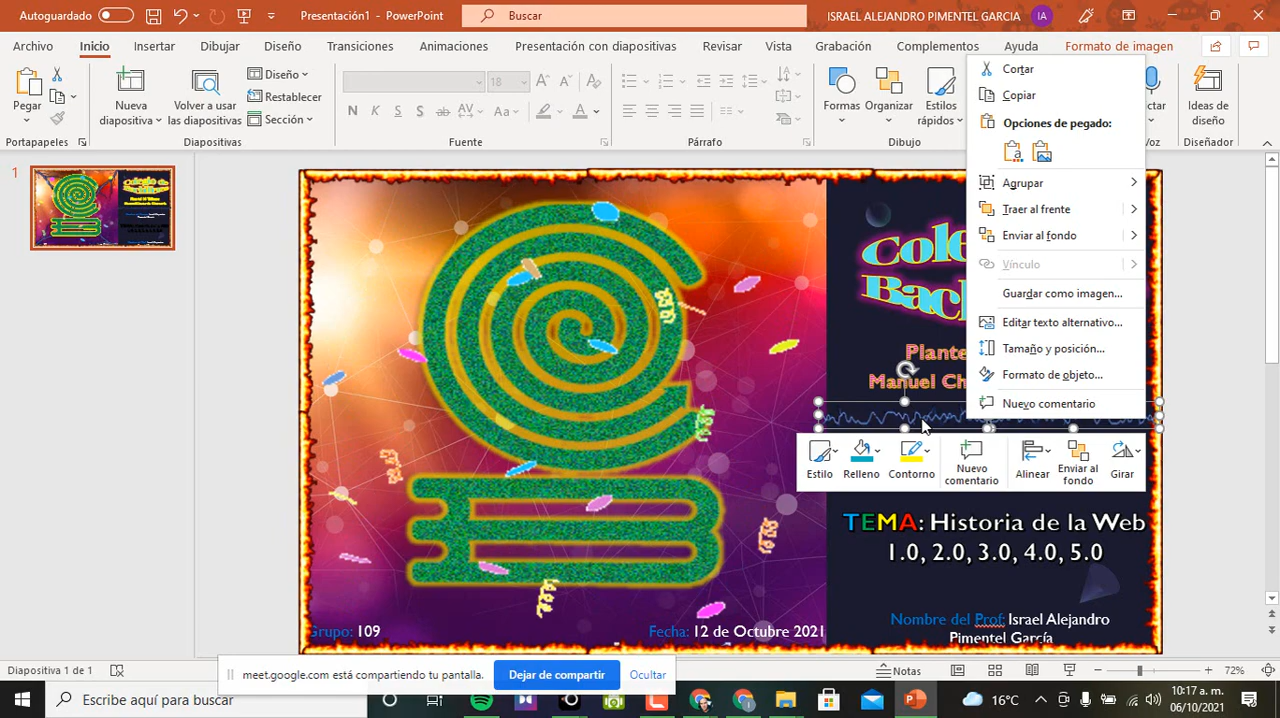 Autoguardado
Presentación1 - PowerPoint
Buscar
ISRAEL ALEJANDRO PIMENTEL GARCIA
IA
Archivo
Inicio
Insertar
Dibujar
Diseño
Transiciones
Animaciones
Presentación con diapositivas
Revisar
Vista
Grabación
Complementos
Ayuda
Formato de imagen
Pegar
Nueva
diapositiva
Volver a usar
las diapositivas
Diseño
Restablecer
Sección
18
N K S S ab AV Aa A
Formas
Organizar
Estilos
rápidos
Ideas de
diseño
Portapapeles
Diapositivas
Fuente
Párrafo
Dibujo
Voz
Diseñador
Cortar
Copiar
Opciones de pegado:
Agrupar
Traer al frente
Enviar al fondo
Vínculo
Guardar como imagen...
Editar texto alternativo...
Tamaño y posición...
Formato de objeto...
Nuevo comentario
1
Estilo
Relleno
Contorno
Nuevo
comentario
Alinear
Enviar al
fondo
Girar
TEMA: Historia de la Web
1.0, 2.0, 3.0, 4.0, 5.0
Nombre del Prof: Israel Alejandro
Pimentel García
Grupo: 109
Fecha: 12 de Octubre 2021
Diapositiva 1 de 1
meet.google.com está compartiendo tu pantalla.
Dejar de compartir
Ocultar
Notas
72%
Escribe aquí para buscar
16°C
10:17 a. m.
06/10/2021